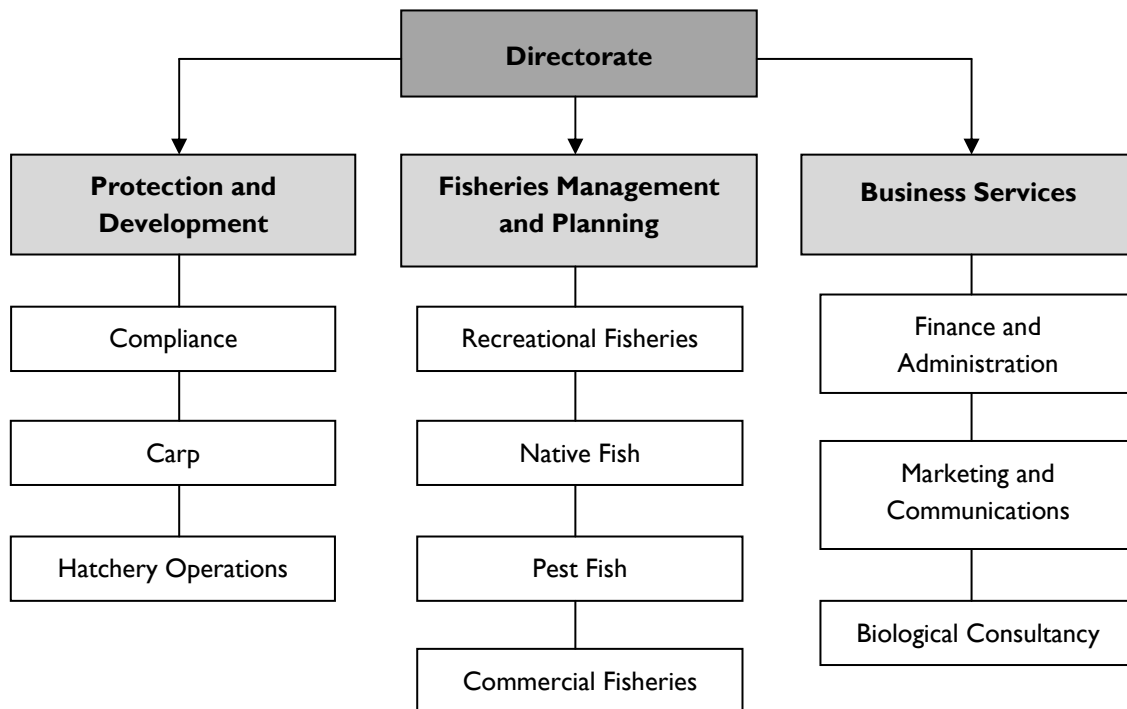 Directorate
Protection and
Development
Compliance
Carp
Hatchery Operations
Fisheries Management
and Planning
Recreational Fisheries
Native Fish
Pest Fish
Commercial Fisheries
Business Services
Finance and
Administration
Marketing and
Communications
Biological Consultancy